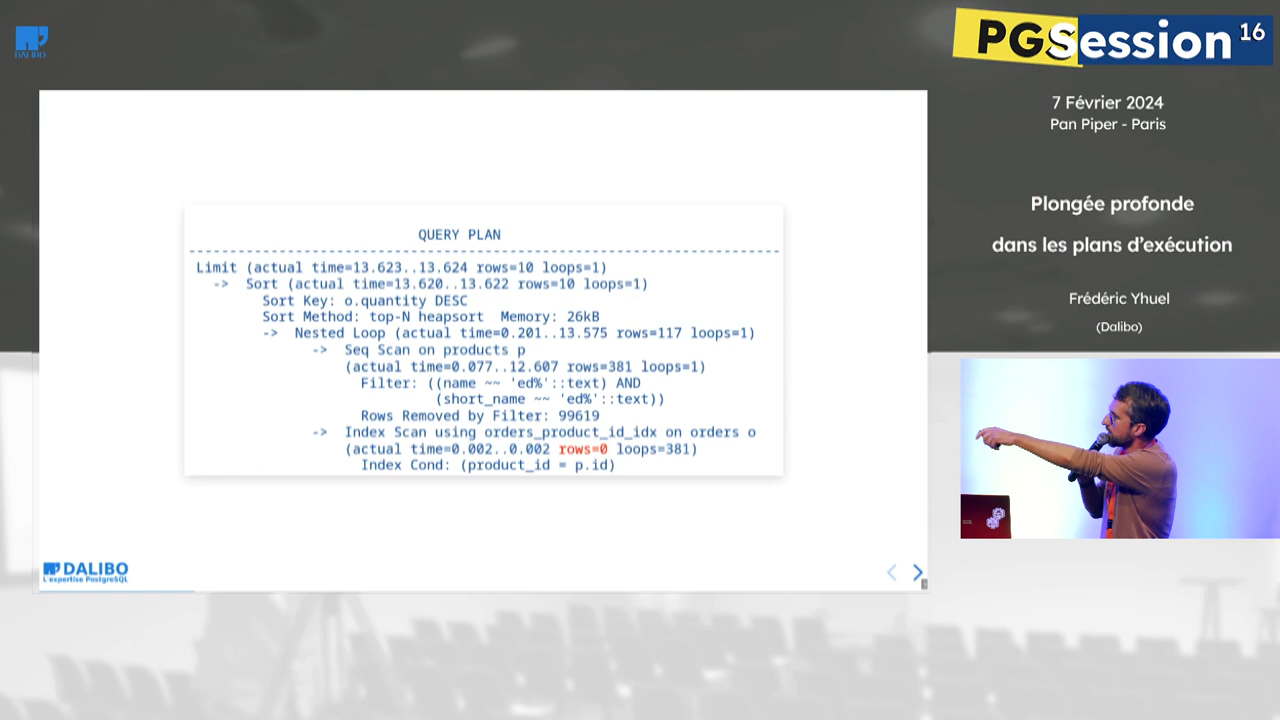 DALIBO
PGSession 16
7 Février 2024
Pan Piper - Paris
Plongée profonde
dans les plans d’exécution
Frédéric Yhuel
(Dalibo)
QUERY PLAN
-----------------------------------------------------------------------
Limit (actual time=13.623..13.624 rows=10 loops=1)
-> Sort (actual time=13.620..13.622 rows=10 loops=1)
Sort Key: o.quantity DESC
Sort Method: top-N heapsort Memory: 26kB
-> Nested Loop (actual time=0.201..13.575 rows=117 loops=1)
-> Seq Scan on products p
(actual time=0.077..12.607 rows=381 loops=1)
Filter: ((name ~~ 'ed%'::text) AND
(short_name ~~ 'ed%'::text))
Rows Removed by Filter: 99619
-> Index Scan using orders_product_id_idx on orders o
(actual time=0.002..0.002 rows=0 loops=381)
Index Cond: (product_id = p.id)
DALIBO
L'expertise PostgreSQL